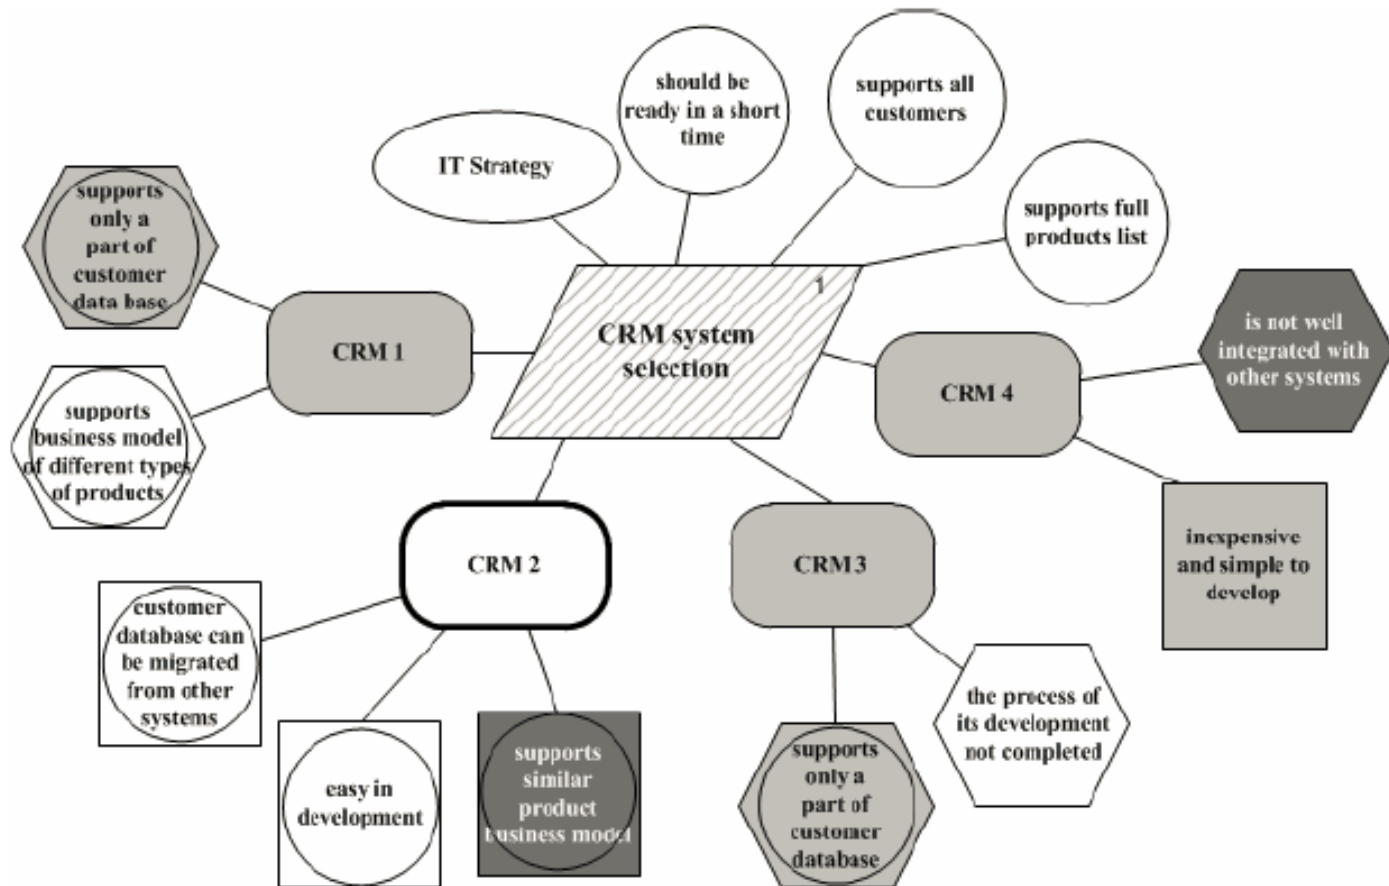 should be
ready in a short
time
supports all
customers
IT Strategy
supports full
products list
supports
only a
part of
customer
data base
1
CRM system
selection
CRM 1
is not well
integrated with
other systems
CRM 4
supports
business model
of different types
of products
inexpensive
and simple to
develop
CRM 2
CRM 3
customer
database can
be migrated
from other
systems
easy in
development
supports
similar
product
business model
supports
only a
part of
customer
database
the process of
its development
not completed